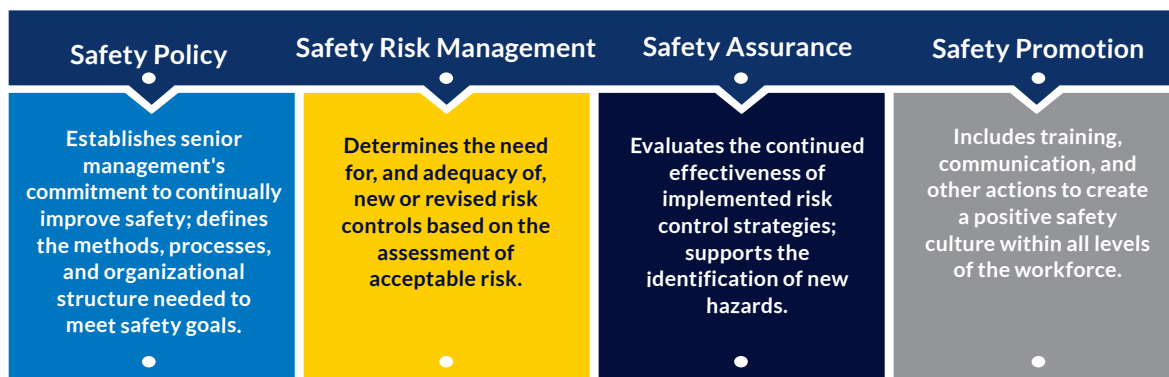 Safety Policy
Establishes senior
management's
commitment to continually
improve safety; defines
the methods, processes,
and organizational
structure needed to
meet safety goals.
Safety Risk Management
Determines the need
for, and adequacy of,
new or revised risk
controls based on the
assessment of
acceptable risk.
Safety Assurance
Evaluates the continued
effectiveness of
implemented risk
control strategies;
supports the
identification of new
hazards.
Safety Promotion
Includes training,
communication, and
other actions to create
a positive safety
culture within all levels
of the workforce.